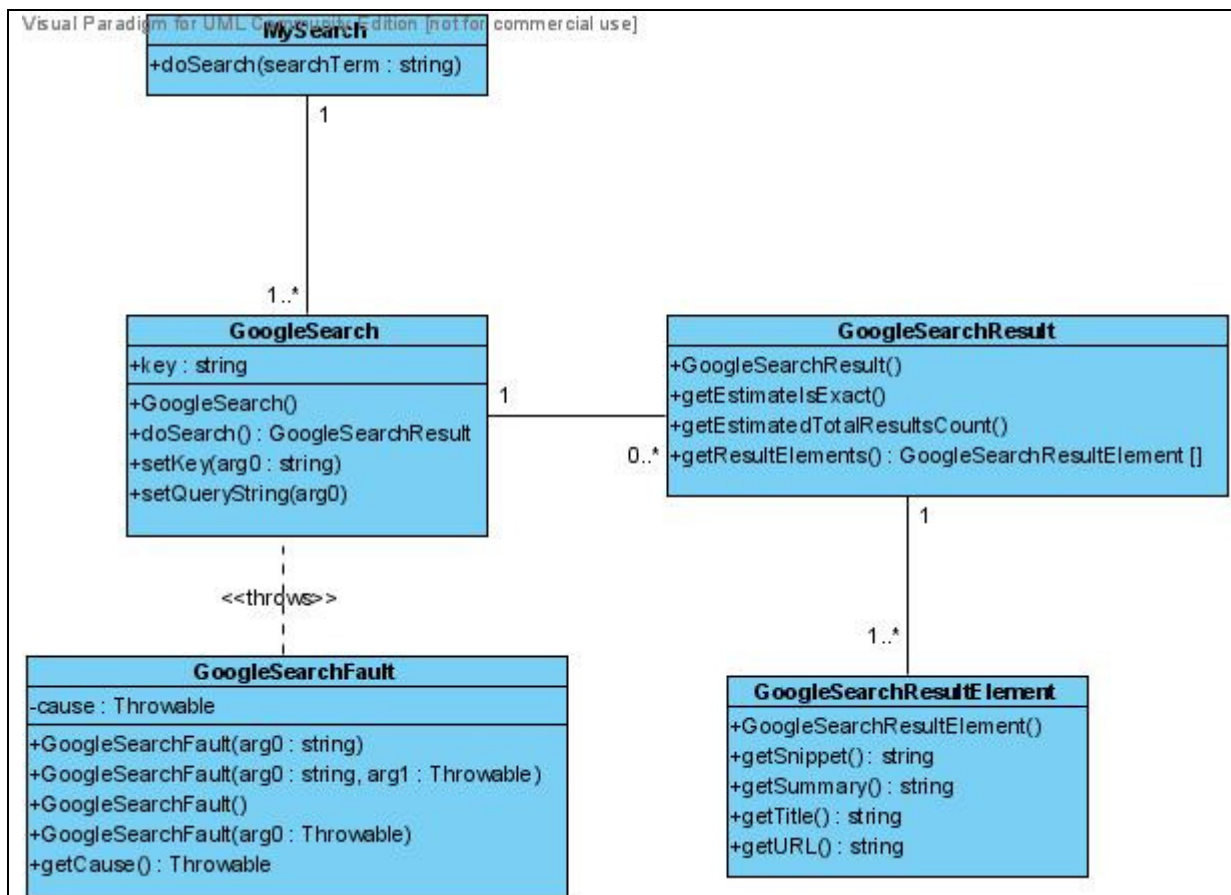 Visual Paradigm for UML Community Edition [not for commercial use]
MySearch
+doSearch(searchTerm : string)
1
1..*
GoogleSearch
+key : string
+GoogleSearch()
+doSearch() : GoogleSearchResult
+setKey(arg0 : string)
+setQueryString(arg0)
1
0..*
GoogleSearchResult
+GoogleSearchResult()
+getEstimateIsExact()
+getEstimatedTotalResultsCount()
+getResultElements() : GoogleSearchResultElement []
1
1..*
<<throws>>
GoogleSearchFault
-cause : Throwable
+GoogleSearchFault(arg0 : string)
+GoogleSearchFault(arg0 : string, arg1 : Throwable)
+GoogleSearchFault()
+GoogleSearchFault(arg0 : Throwable)
+getCause() : Throwable
GoogleSearchResultElement
+GoogleSearchResultElement()
+getSnippet() : string
+getSummary() : string
+getTitle() : string
+getURL() : string